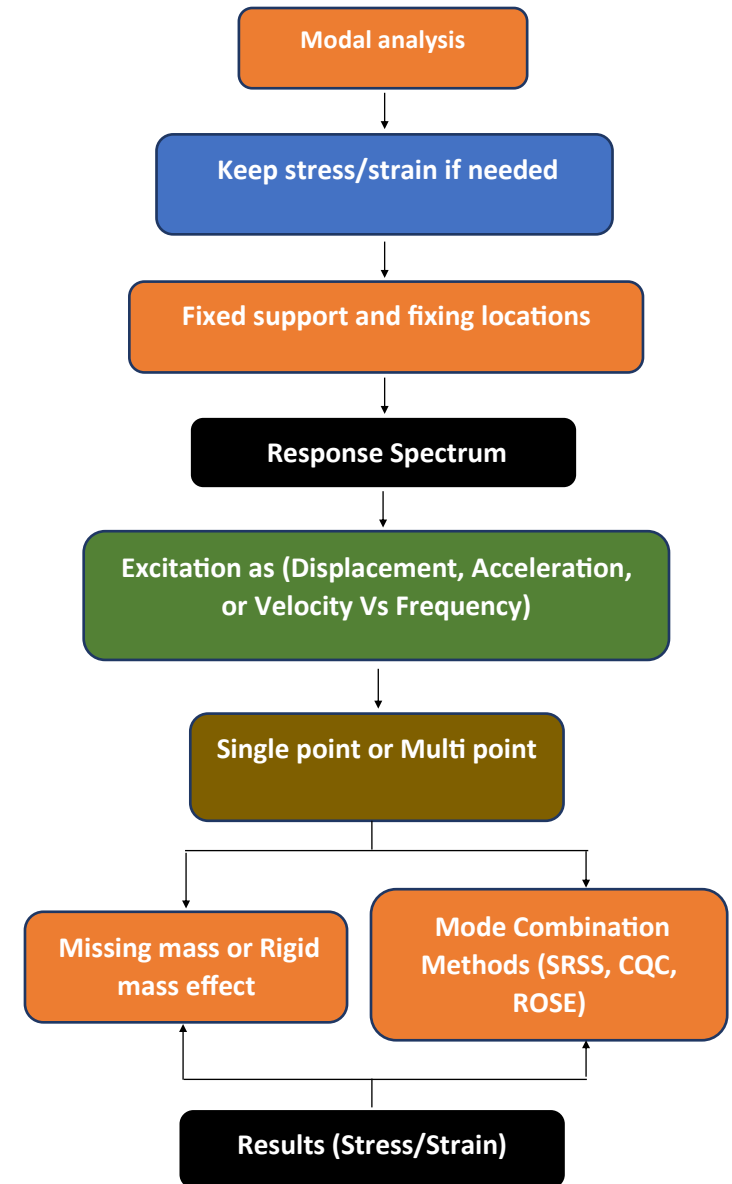 Modal analysis
Keep stress/strain if needed
Fixed support and fixing locations
Response Spectrum
Excitation as (Displacement, Acceleration,
or Velocity Vs Frequency)
Single point or Multi point
Missing mass or Rigid
mass effect
Mode Combination
Methods (SRSS, CQC,
ROSE)
Results (Stress/Strain)